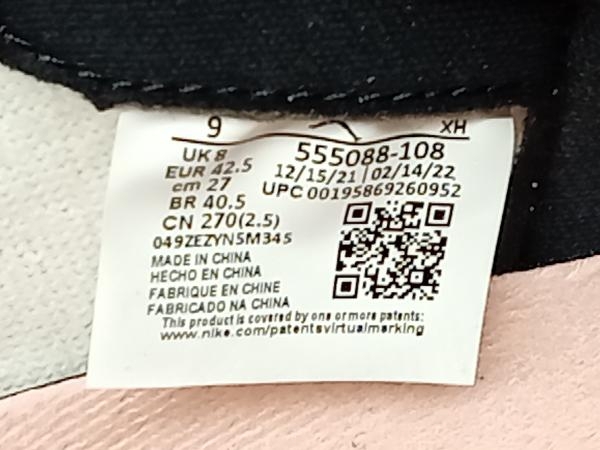 9 XH
UK 8 555088-108
EUR 42.5 12/15/21 02/14/22
cm 27 UPC 00195869260952
BR 40.5
CN 270(2.5)
049ZEZYN5M345
MADE IN CHINA
HECHO EN CHINA
FABRIQUE EN CHINE
FABRICADO NA CHINA
This product is covered by one or more patents:
www.nike.com/patentsvirtualmarking